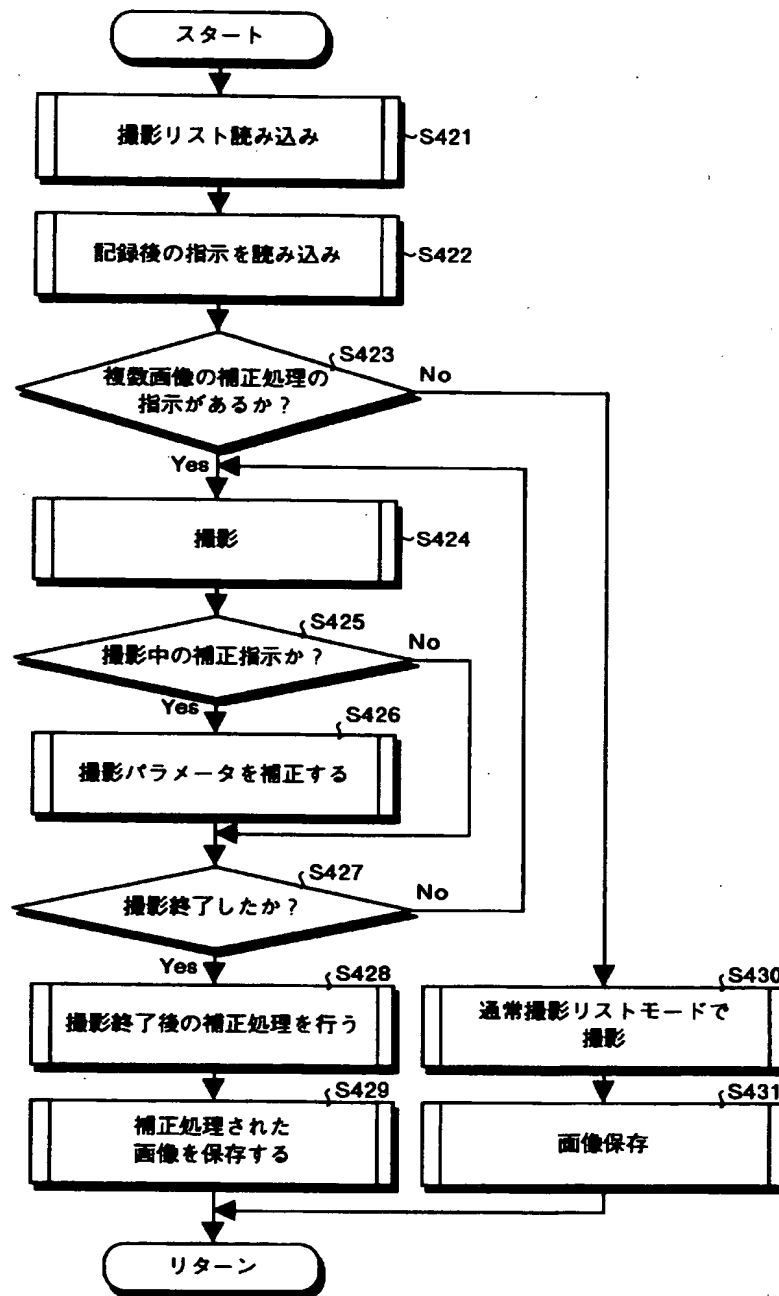 スタート
撮影リスト読み込み
S421
記録後の指示を読み込み
S422
S423
複数画像の補正処理の
指示があるか?
No
Yes
撮影
S424
S425
撮影中の補正指示か?
No
Yes
S426
撮影パラメータを補正する
S427
撮影終了したか?
No
Yes
S428
撮影終了後の補正処理を行う
S429
補正処理された
画像を保存する
S430
通常撮影リストモードで
撮影
S431
画像保存
リターン